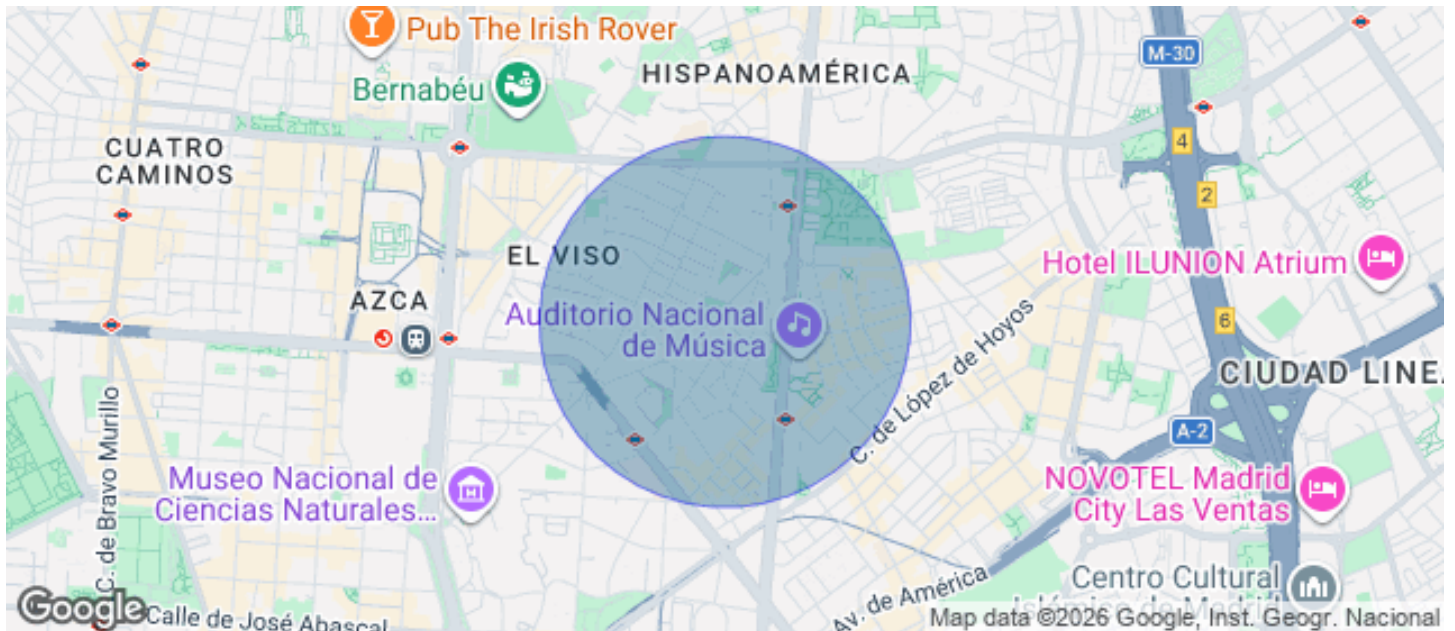 Pub The Irish Rover
Bernabéu
HISPANOAMÉRICA
M-30
CUATRO
CAMINOS
4
2
EL VISO
Hotel ILUNION Atrium
AZCA
Auditorio Nacional
de Música
6
C. de López de Hoyos
CIUDAD LINE
A-2
C. de Bravo Murillo
Museo Nacional de
Ciencias Naturales...
NOVOTEL Madrid
City Las Ventas
Av. de América
Centro Cultural
de Madrid
Google
Calle de José Abascal
Map data ©2026 Google, Inst. Geogr. Nacional